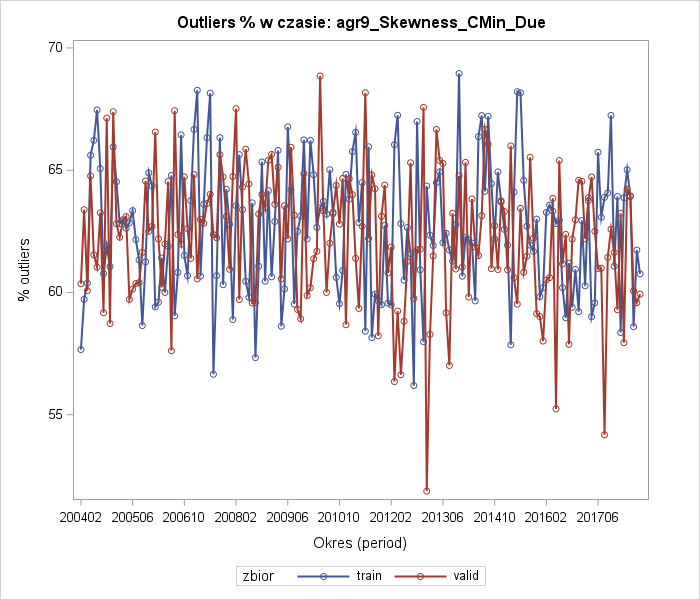 Outliers % w czasie: agr9_Skewness_CMin_Due
% outliers
70
65
60
55
200402 200506 200610 200802 200906 201010 201202 201306 201410 201602 201706
Okres (period)
zbior train valid